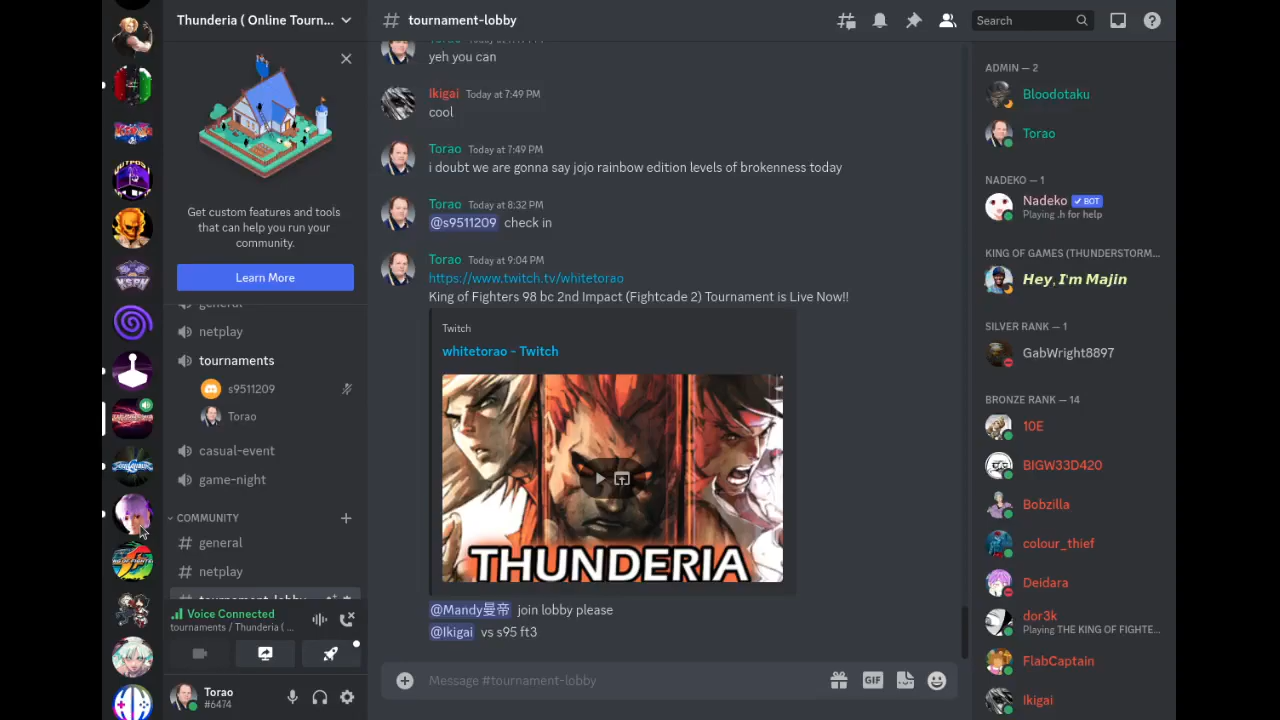 Thunderia ( Online Tourn...
tournament-lobby
Search
Get custom features and tools
that can help you run your
community.
Learn More
general
netplay
tournaments
s9511209
Torao
casual-event
game-night
COMMUNITY
general
netplay
tournament-lobby
Voice Connected
tournaments / Thunderia ( ...
Torao
#6474
yeh you can
Ikigai Today at 7:49 PM
cool
Torao Today at 7:49 PM
i doubt we are gonna say jojo rainbow edition levels of brokenness today
Torao Today at 8:32 PM
@s9511209 check in
Torao Today at 9:04 PM
https://www.twitch.tv/whitetorao
King of Fighters 98 bc 2nd Impact (Fightcade 2) Tournament is Live Now!!
Twitch
whitetorao - Twitch
THUNDERIA
@Mandy曼帝 join lobby please
@Ikigai vs s95 ft3
Message #tournament-lobby
GIF
ADMIN — 2
Bloodotaku
Torao
NADEKO — 1
Nadeko BOT
Playing .h for help
KING OF GAMES (THUNDERSTORM...
Hey, I'm Majin
SILVER RANK — 1
GabWright8897
BRONZE RANK — 14
10E
BIGW33D420
Bobzilla
colour_thief
Deidara
dor3k
Playing THE KING OF FIGHTE...
FlabCaptain
Ikigai